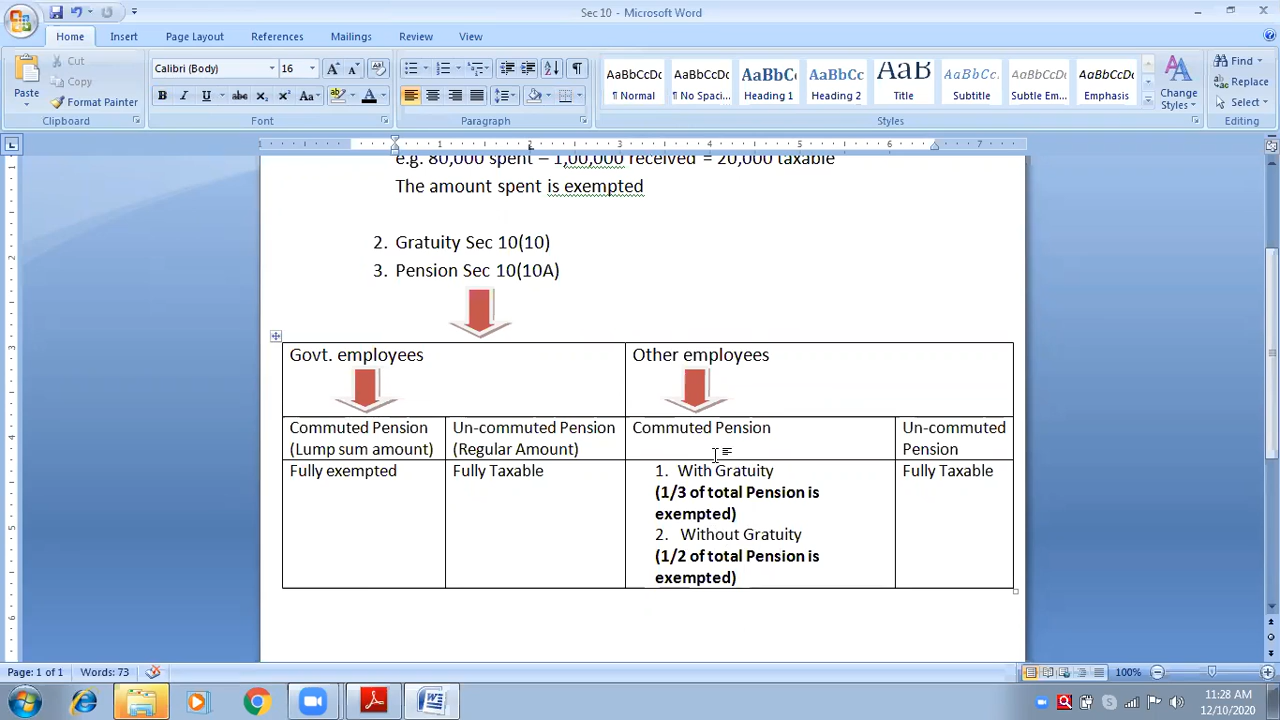 Sec 10 - Microsoft Word
Home Insert Page Layout References Mailings Review View
Paste
Cut
Copy
Format Painter
Clipboard
Calibri (Body) 16
Font
Paragraph
AaBbCcDc AaBbCcDc AaBbCc AaBbCc AaB AaBbCc. AaBbCcDc AaBbCcDc
¶ Normal ¶ No Spaci... Heading 1 Heading 2 Title Subtitle Subtle Em... Emphasis
Change Styles
Styles
Find
Replace
Select
Editing
e.g. 80,000 spent – 1,00,000 received = 20,000 taxable
The amount spent is exempted
2. Gratuity Sec 10(10)
3. Pension Sec 10(10A)
Govt. employees
Other employees
Commuted Pension
(Lump sum amount)
Un-commuted Pension
(Regular Amount)
Commuted Pension
Un-commuted
Pension
Fully exempted
Fully Taxable
1. With Gratuity
(1/3 of total Pension is
exempted)
2. Without Gratuity
(1/2 of total Pension is
exempted)
Fully Taxable
Page: 1 of 1 Words: 73
100%
11:28 AM
12/10/2020